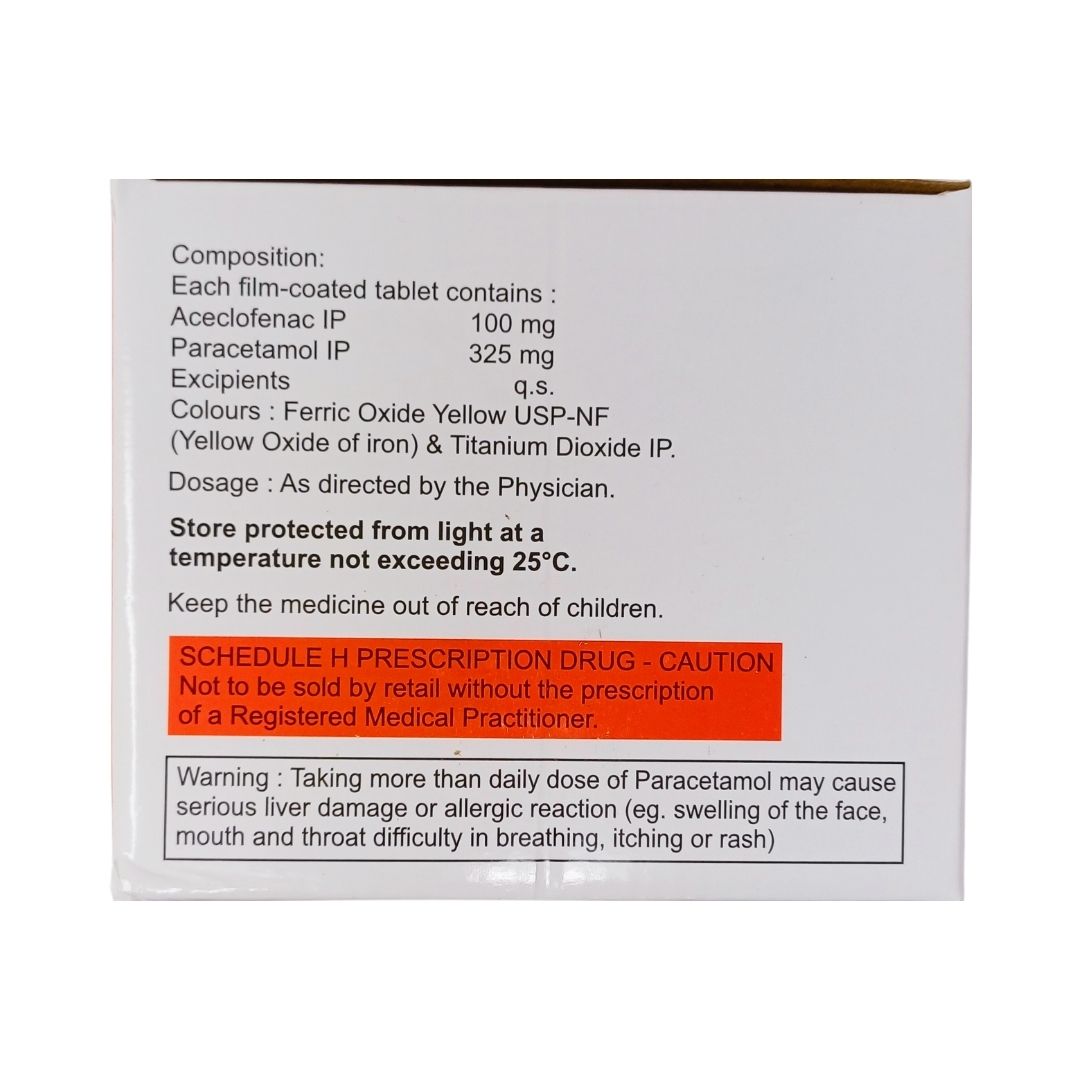 Composition:
Each film-coated tablet contains :
Aceclofenac IP 100 mg
Paracetamol IP 325 mg
Excipients q.s.
Colours : Ferric Oxide Yellow USP-NF
(Yellow Oxide of iron) & Titanium Dioxide IP.
Dosage : As directed by the Physician.
Store protected from light at a
temperature not exceeding 25°C.
Keep the medicine out of reach of children.
SCHEDULE H PRESCRIPTION DRUG - CAUTION
Not to be sold by retail without the prescription
of a Registered Medical Practitioner.
Warning : Taking more than daily dose of Paracetamol may cause
serious liver damage or allergic reaction (eg. swelling of the face,
mouth and throat difficulty in breathing, itching or rash)